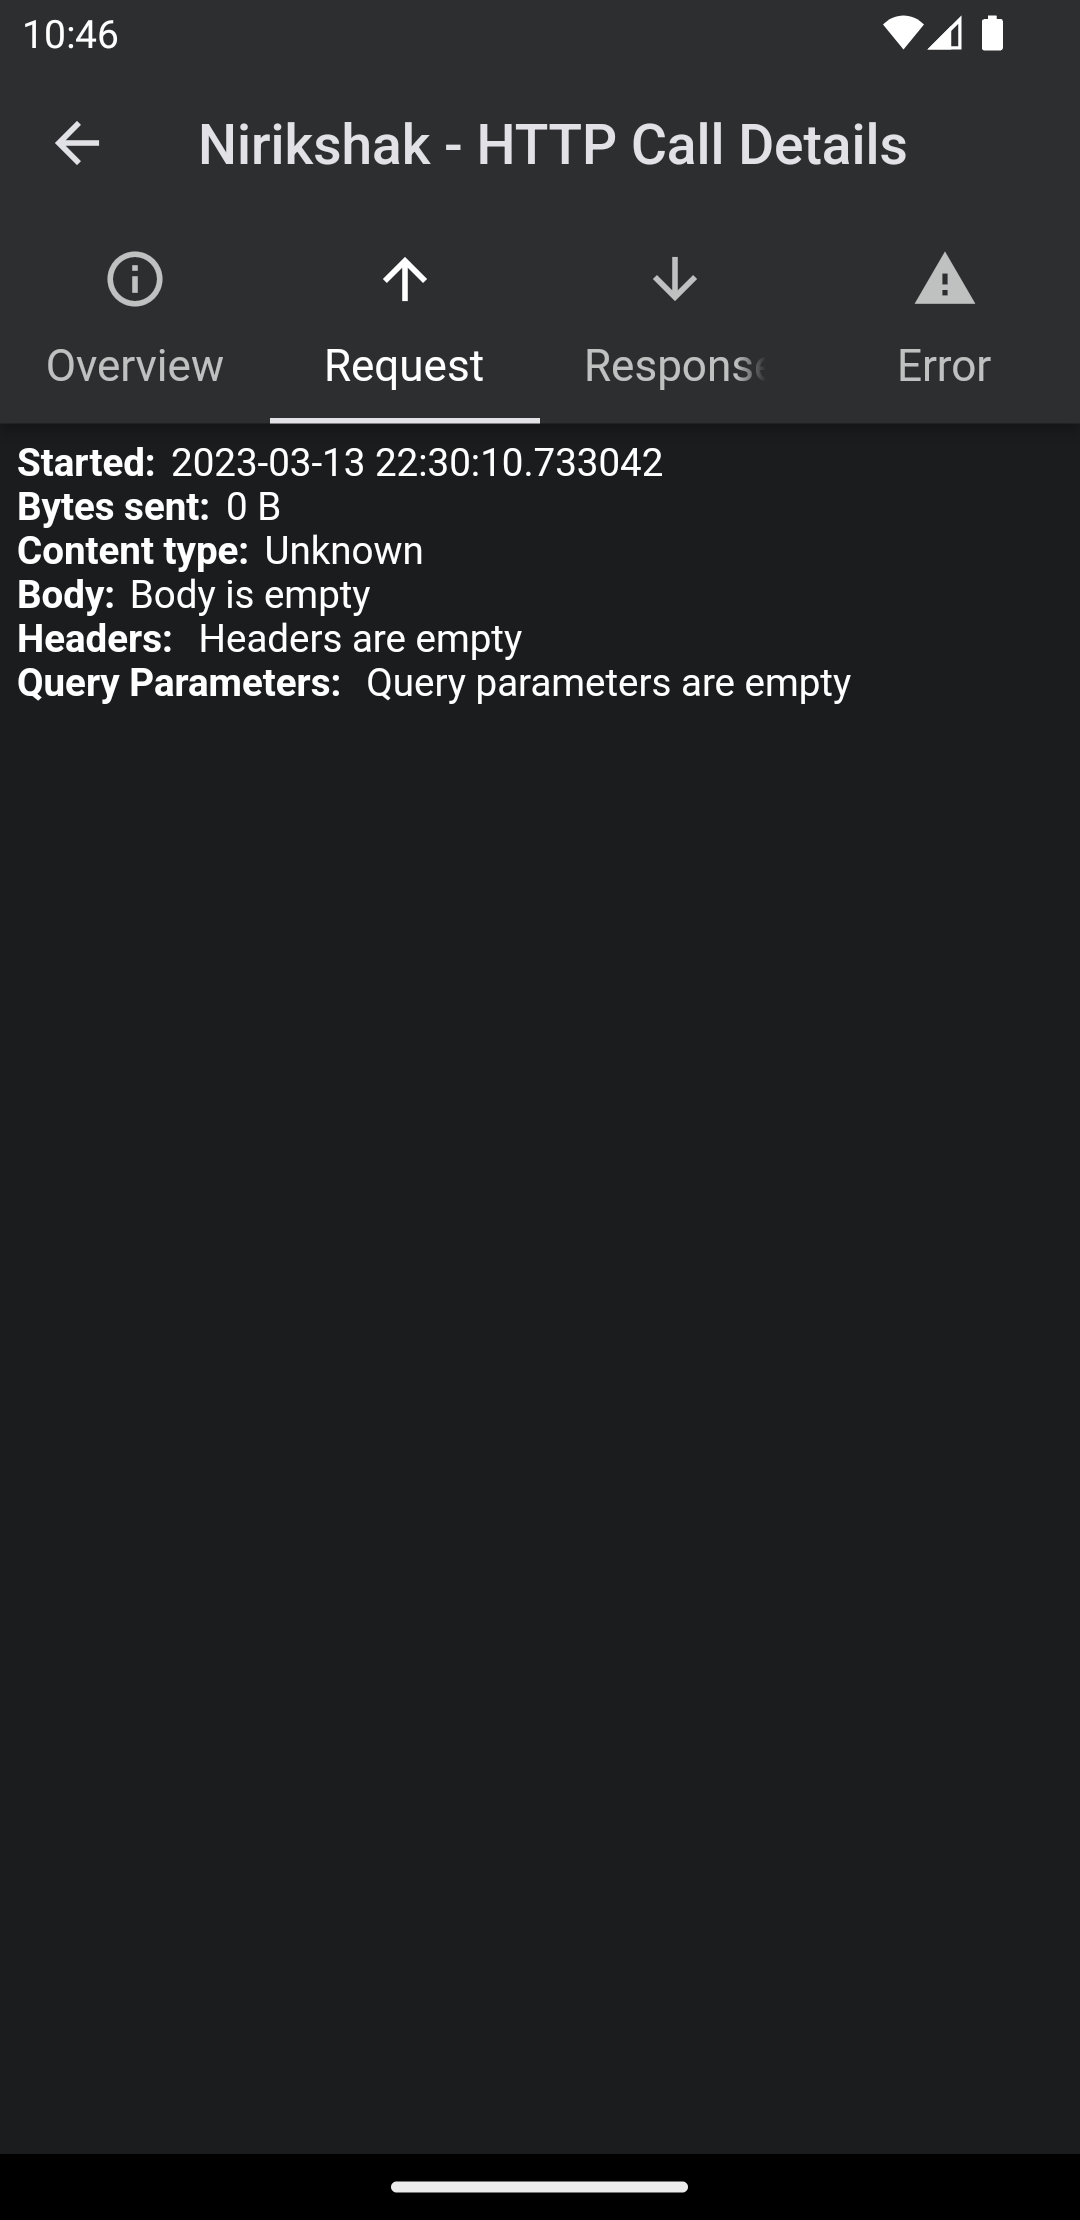 10:46
Nirikshak - HTTP Call Details
Overview
Request
Response
Error
Started: 2023-03-13 22:30:10.733042
Bytes sent: 0 B
Content type: Unknown
Body: Body is empty
Headers: Headers are empty
Query Parameters: Query parameters are empty